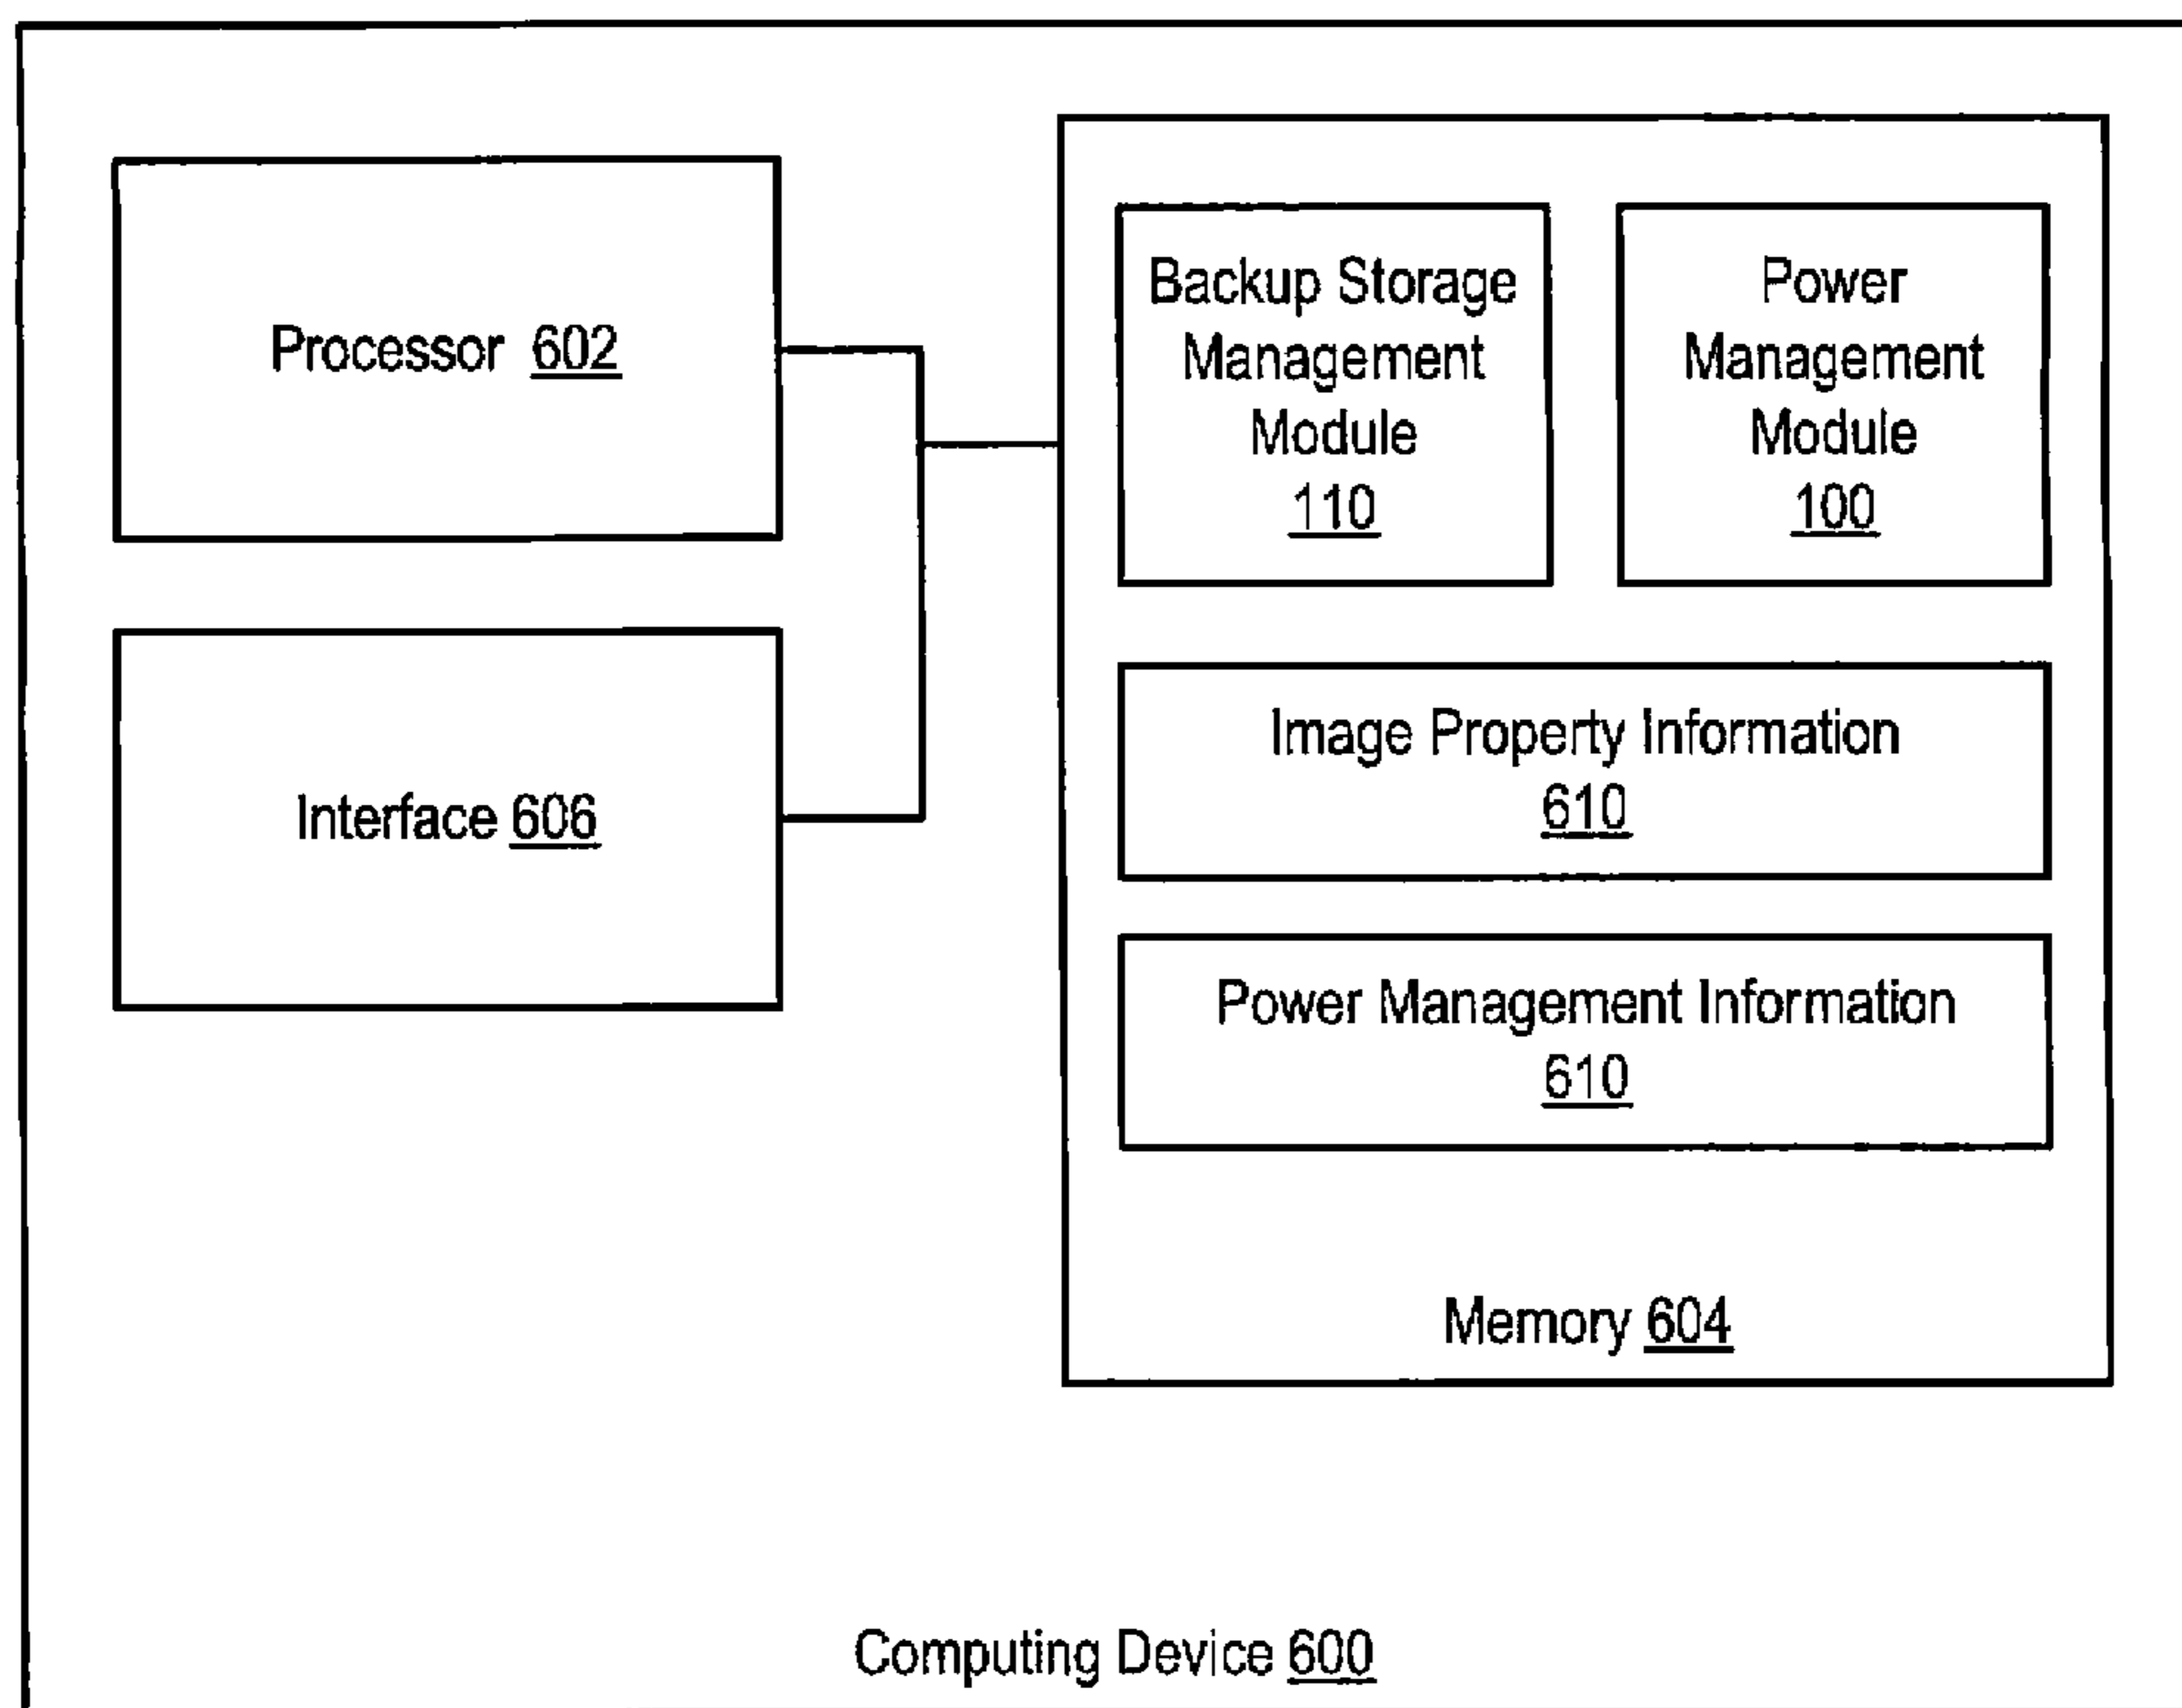 Processor 602
Interface 606
Backup Storage
Management
Module
110
Power
Management
Module
100
Image Property Information
610
Power Management Information
610
Memory 604
Computing Device 600